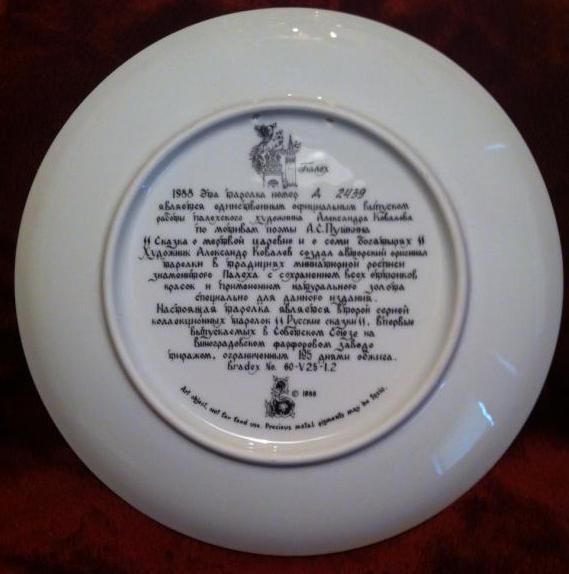 Палех
1988 Эта тарелка номер А 2439
является единственным официальным выпуском
работы палехского художника Александра Ковалева
по мотивам поэмы А.С.Пушкина
"Сказка о мертвой царевне и о семи богатырях"
Художник Александр Ковалев создал авторский оригинал
тарелки в традициях миниатюрной росписи
знаменитого Палеха с сохранением всех оттенков
красок и применением натурального золота
специально для данного издания.
Настоящая тарелка является второй серией
коллекционных тарелок "Русские сказки", впервые
выпускаемых в Советском Союзе на
Виноградовском фарфоровом заводе
тиражом, ограниченным 195 днями обжига.
Bradex No. 60-V25-1.2
© 1988
Art object, not for food use. Precious metal pigments may be toxic.